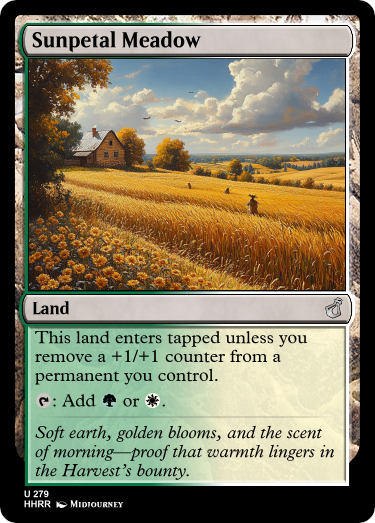 Sunpetal Meadow
Land
This land enters tapped unless you
remove a +1/+1 counter from a
permanent you control.
: Add or .
Soft earth, golden blooms, and the scent
of morning—proof that warmth lingers in
the Harvest's bounty.
U 279
HHRR Midjourney